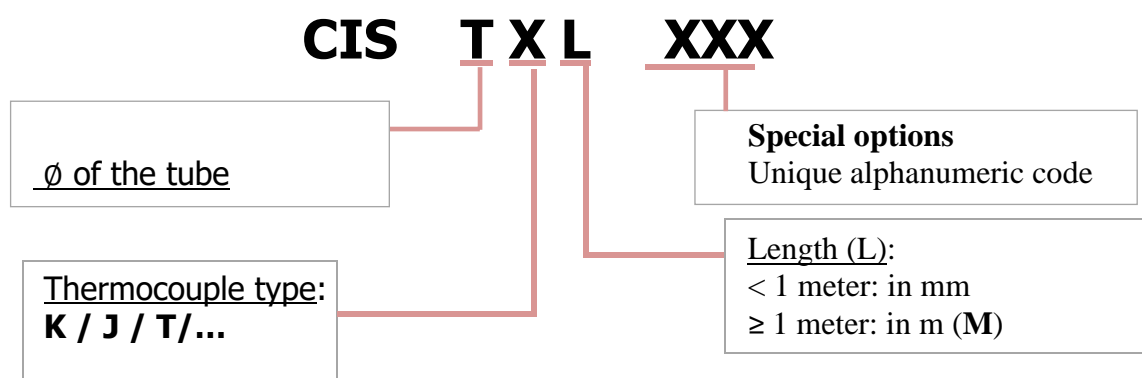 CIS T X L XXX
Ø of the tube
Special options
Unique alphanumeric code
Thermocouple type:
K / J / T/...
Length (L):
< 1 meter: in mm
≥ 1 meter: in m (M)